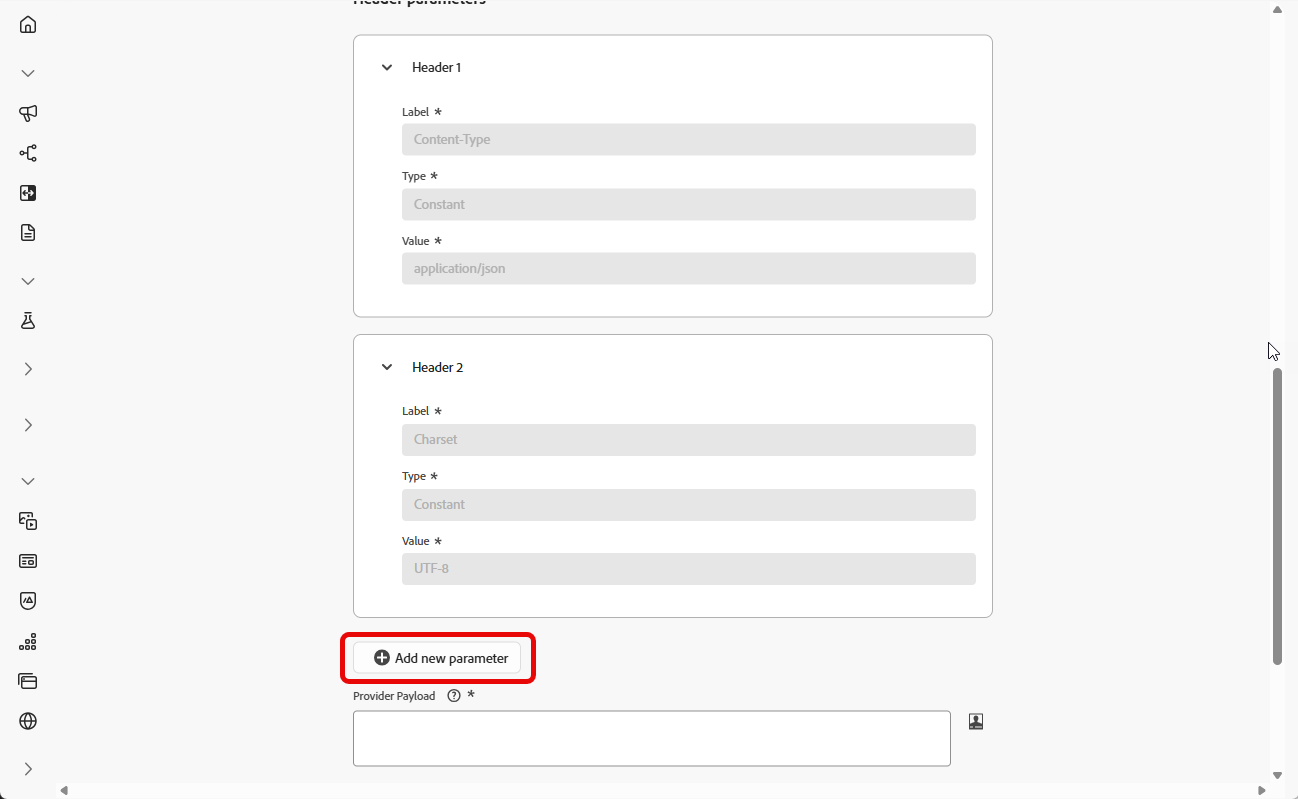 Header parameters
Header 1
Label *
Content-Type
Type *
Constant
Value *
application/json
Header 2
Label *
Charset
Type *
Constant
Value *
UTF-8
Add new parameter
Provider Payload ? *